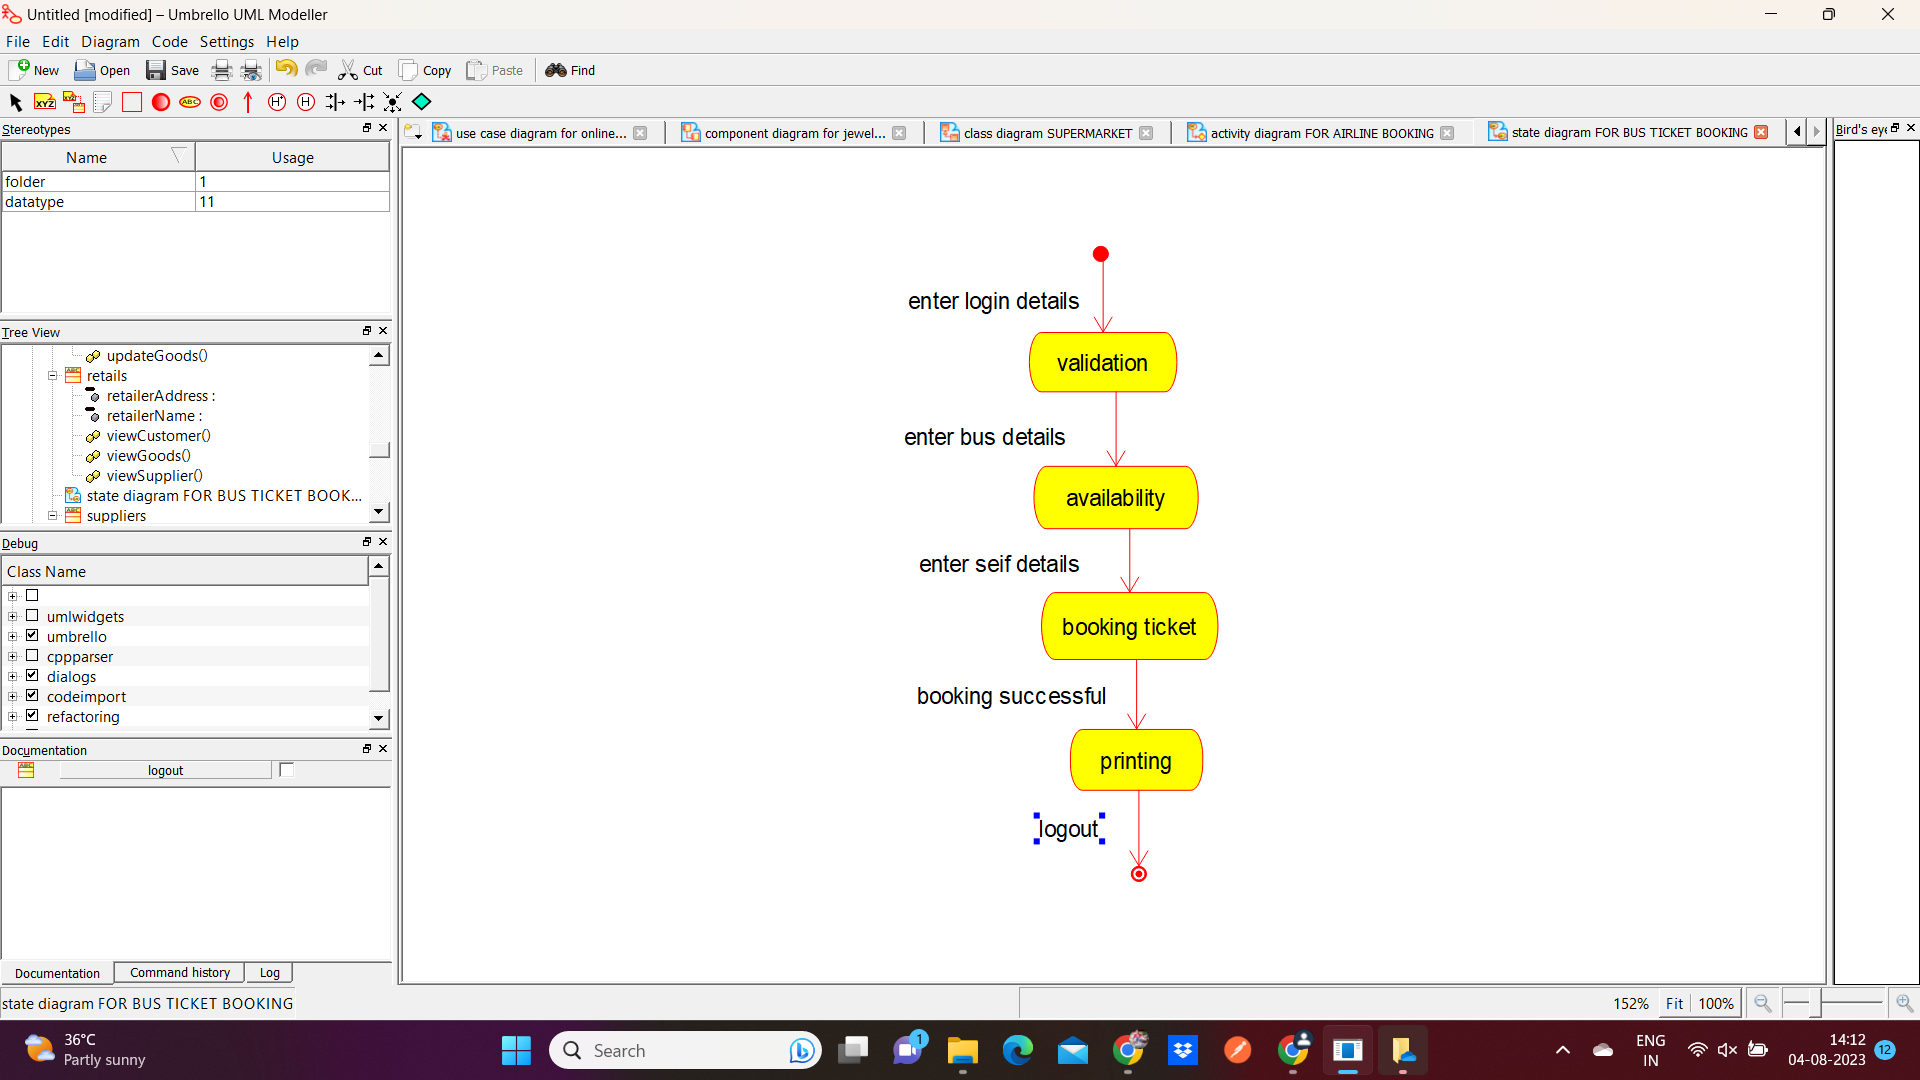 Untitled [modified] – Umbrello UML Modeller
File Edit Diagram Code Settings Help
New Open Save Cut Copy Paste Find
XYZ XYZ ABC H* H
Stereotypes
Name Usage
folder 1
datatype 11
Tree View
updateGoods()
retails
retailerAddress :
retailerName :
viewCustomer()
viewGoods()
viewSupplier()
state diagram FOR BUS TICKET BOOK...
suppliers
Debug
Class Name
umlwidgets
umbrello
cppparser
dialogs
codeimport
refactoring
Documentation
logout
Documentation Command history Log
state diagram FOR BUS TICKET BOOKING
use case diagram for online... component diagram for jewel... class diagram SUPERMARKET activity diagram FOR AIRLINE BOOKING state diagram FOR BUS TICKET BOOKING
Bird's eye
enter login details
validation
enter bus details
availability
enter seif details
booking ticket
booking successful
printing
logout
152% Fit 100%
36°C
Partly sunny
Search
1
ENG
IN
14:12
04-08-2023
12